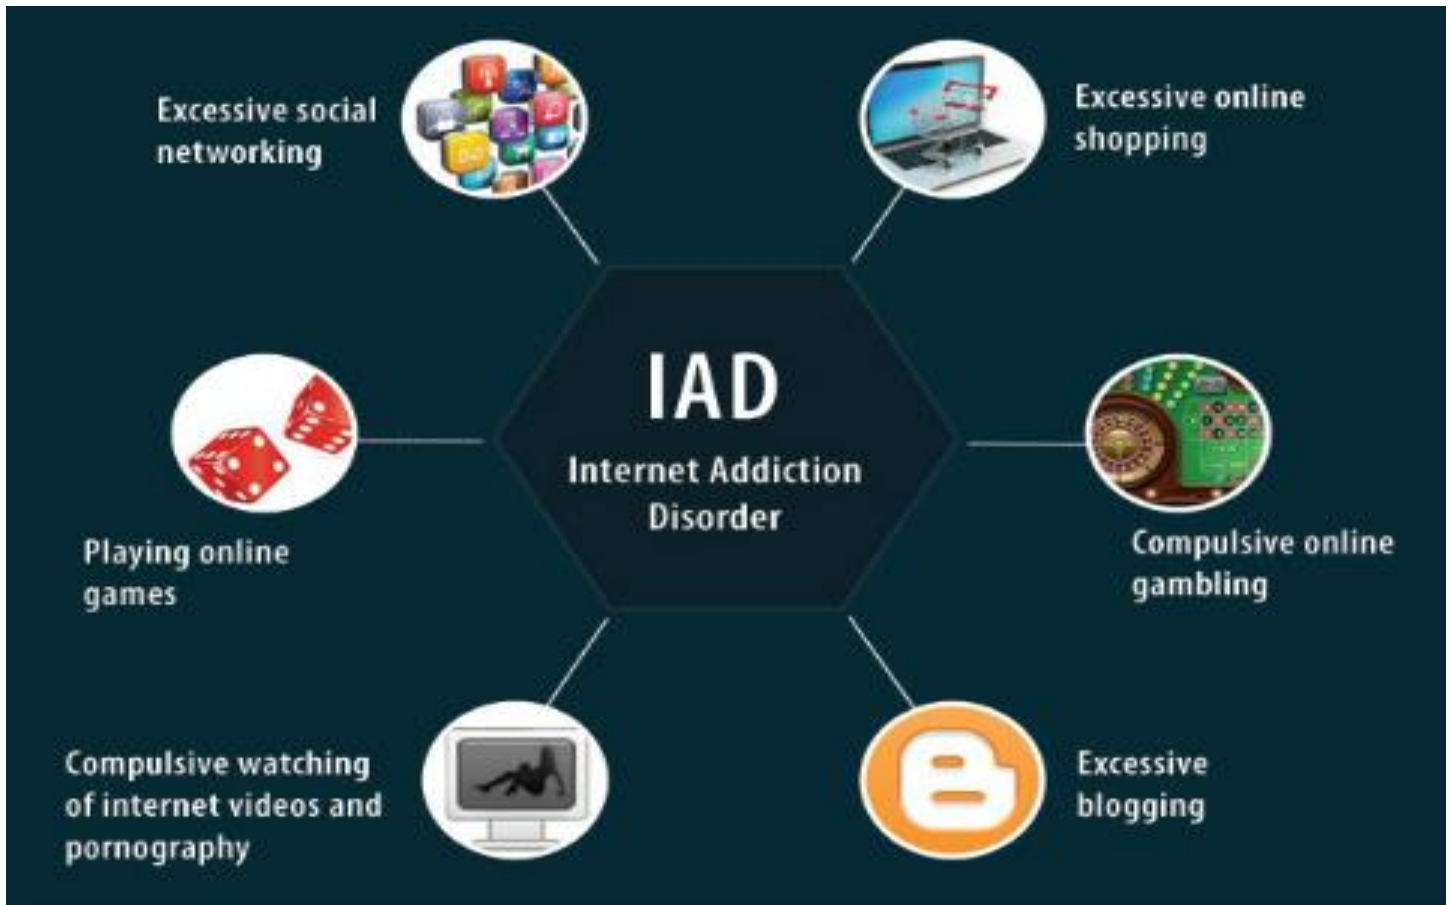 Excessive social
networking
Excessive online
shopping
IAD
Internet Addiction
Disorder
Playing online
games
Compulsive online
gambling
Compulsive watching
of internet videos and
pornography
Excessive
blogging